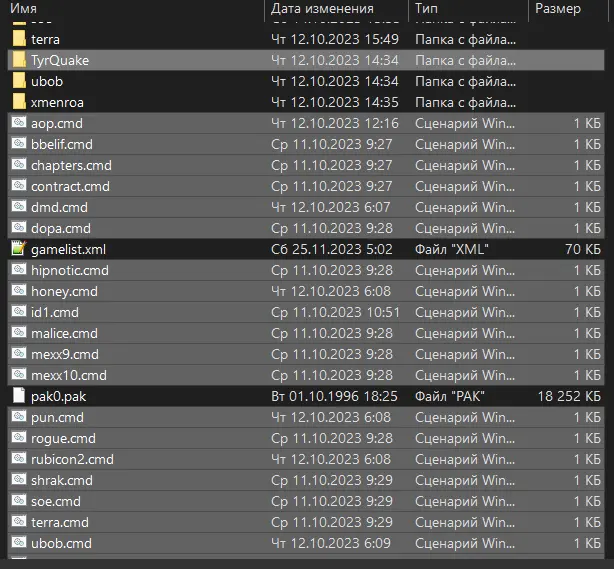 Имя Дата изменения Тип Размер
terra Чт 12.10.2023 15:49 Папка с файла...
TyrQuake Чт 12.10.2023 14:34 Папка с файла...
ubob Чт 12.10.2023 14:34 Папка с файла...
xmenroa Чт 12.10.2023 14:35 Папка с файла...
aop.cmd Чт 12.10.2023 12:16 Сценарий Win... 1 КБ
bbelif.cmd Ср 11.10.2023 9:27 Сценарий Win... 1 КБ
chapters.cmd Ср 11.10.2023 9:27 Сценарий Win... 1 КБ
contract.cmd Ср 11.10.2023 9:27 Сценарий Win... 1 КБ
dmd.cmd Чт 12.10.2023 6:07 Сценарий Win... 1 КБ
dopa.cmd Ср 11.10.2023 9:28 Сценарий Win... 1 КБ
gamelist.xml Сб 25.11.2023 5:02 Файл "XML" 70 КБ
hipnotic.cmd Ср 11.10.2023 9:28 Сценарий Win... 1 КБ
honey.cmd Чт 12.10.2023 6:08 Сценарий Win... 1 КБ
id1.cmd Ср 11.10.2023 10:51 Сценарий Win... 1 КБ
malice.cmd Ср 11.10.2023 9:28 Сценарий Win... 1 КБ
mexx9.cmd Ср 11.10.2023 9:28 Сценарий Win... 1 КБ
mexx10.cmd Ср 11.10.2023 9:28 Сценарий Win... 1 КБ
pak0.pak Вт 01.10.1996 18:25 Файл "PAK" 18 252 КБ
pun.cmd Чт 12.10.2023 6:08 Сценарий Win... 1 КБ
rogue.cmd Ср 11.10.2023 9:28 Сценарий Win... 1 КБ
rubicon2.cmd Чт 12.10.2023 6:08 Сценарий Win... 1 КБ
shrak.cmd Ср 11.10.2023 9:29 Сценарий Win... 1 КБ
soe.cmd Ср 11.10.2023 9:29 Сценарий Win... 1 КБ
terra.cmd Ср 11.10.2023 9:29 Сценарий Win... 1 КБ
ubob.cmd Чт 12.10.2023 6:09 Сценарий Win... 1 КБ